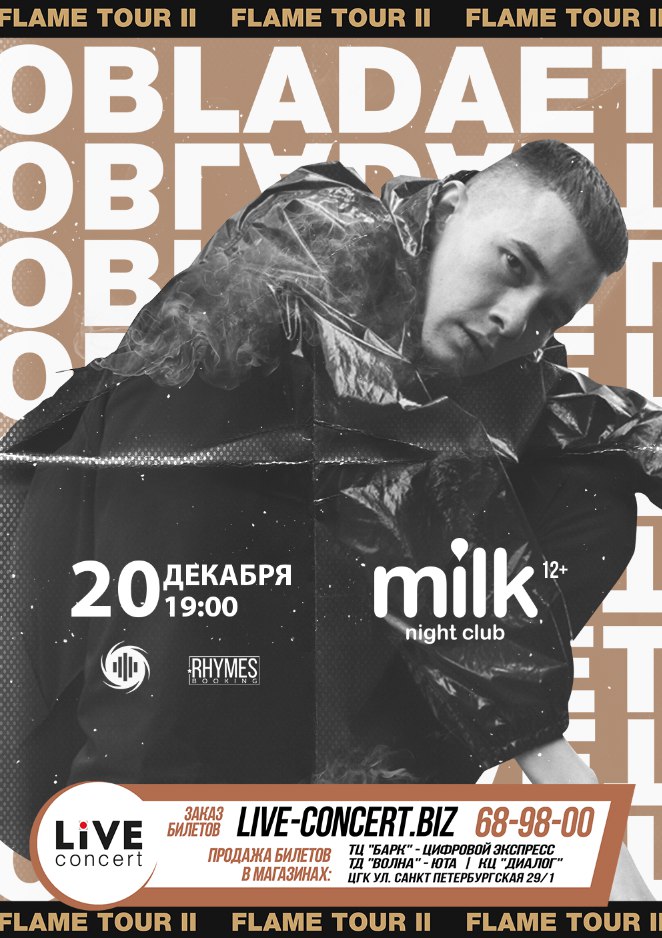 FLAME TOUR II FLAME TOUR II FLAME TOUR II
OBLADAET
OBLADAET
20 ДЕКАБРЯ
19:00
milk 12+
night club
RHYMES
BOOKING
LiVE
concert
ЗАКАЗ
БИЛЕТОВ
LIVE-CONCERT.BIZ 68-98-00
ПРОДАЖА БИЛЕТОВ
В МАГАЗИНАХ:
ТЦ "БАРК" - ЦИФРОВОЙ ЭКСПРЕСС
ТД "ВОЛНА" - ЮТА | КЦ "ДИАЛОГ"
ЦГК УЛ. САНКТ ПЕТЕРБУРГСКАЯ 29/1
FLAME TOUR II FLAME TOUR II FLAME TOUR II